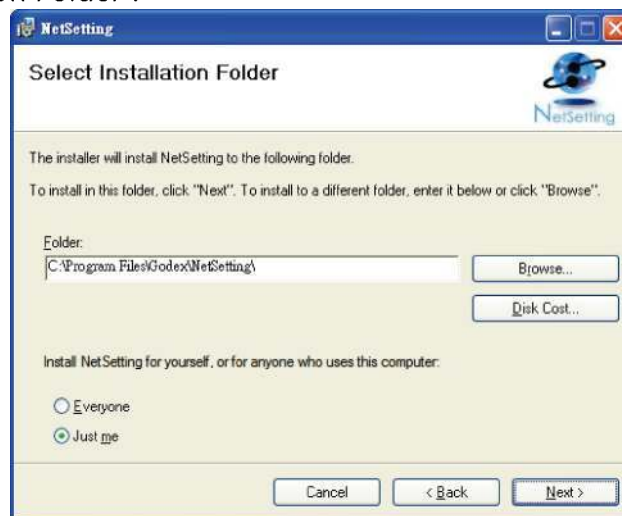 NetSetting
Select Installation Folder
NetSetting
The installer will install NetSetting to the following folder.
To install in this folder, click "Next". To install to a different folder, enter it below or click "Browse".
Folder:
C:\Program Files\Godex\NetSetting\
Browse...
Disk Cost...
Install NetSetting for yourself, or for anyone who uses this computer:
Everyone
Just me
Cancel
< Back
Next >